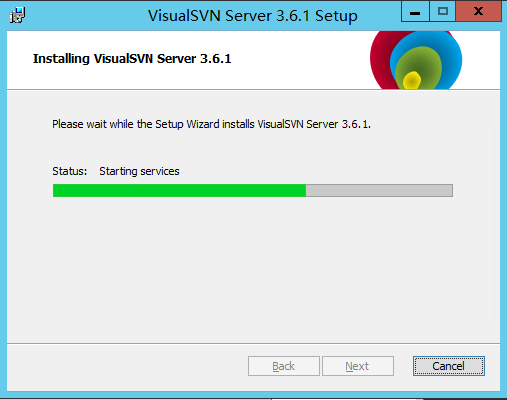 VisualSVN Server 3.6.1 Setup
Installing VisualSVN Server 3.6.1
Please wait while the Setup Wizard installs VisualSVN Server 3.6.1.
Status: Starting services
Back Next Cancel